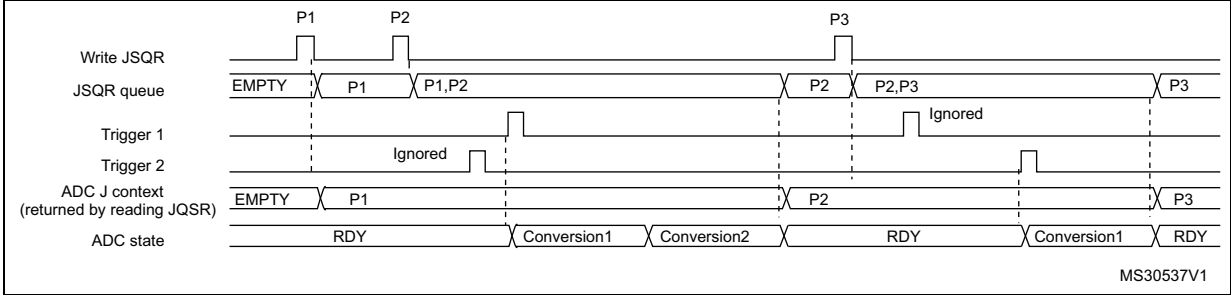 P1 P2 P3
Write JSQR
JSQR queue EMPTY P1 P1,P2 P2 P2,P3 P3
Trigger 1 Ignored
Trigger 2 Ignored
ADC J context
(returned by reading JQSR) EMPTY P1 P2 P3
ADC state RDY Conversion1 Conversion2 RDY Conversion1 RDY
MS30537V1